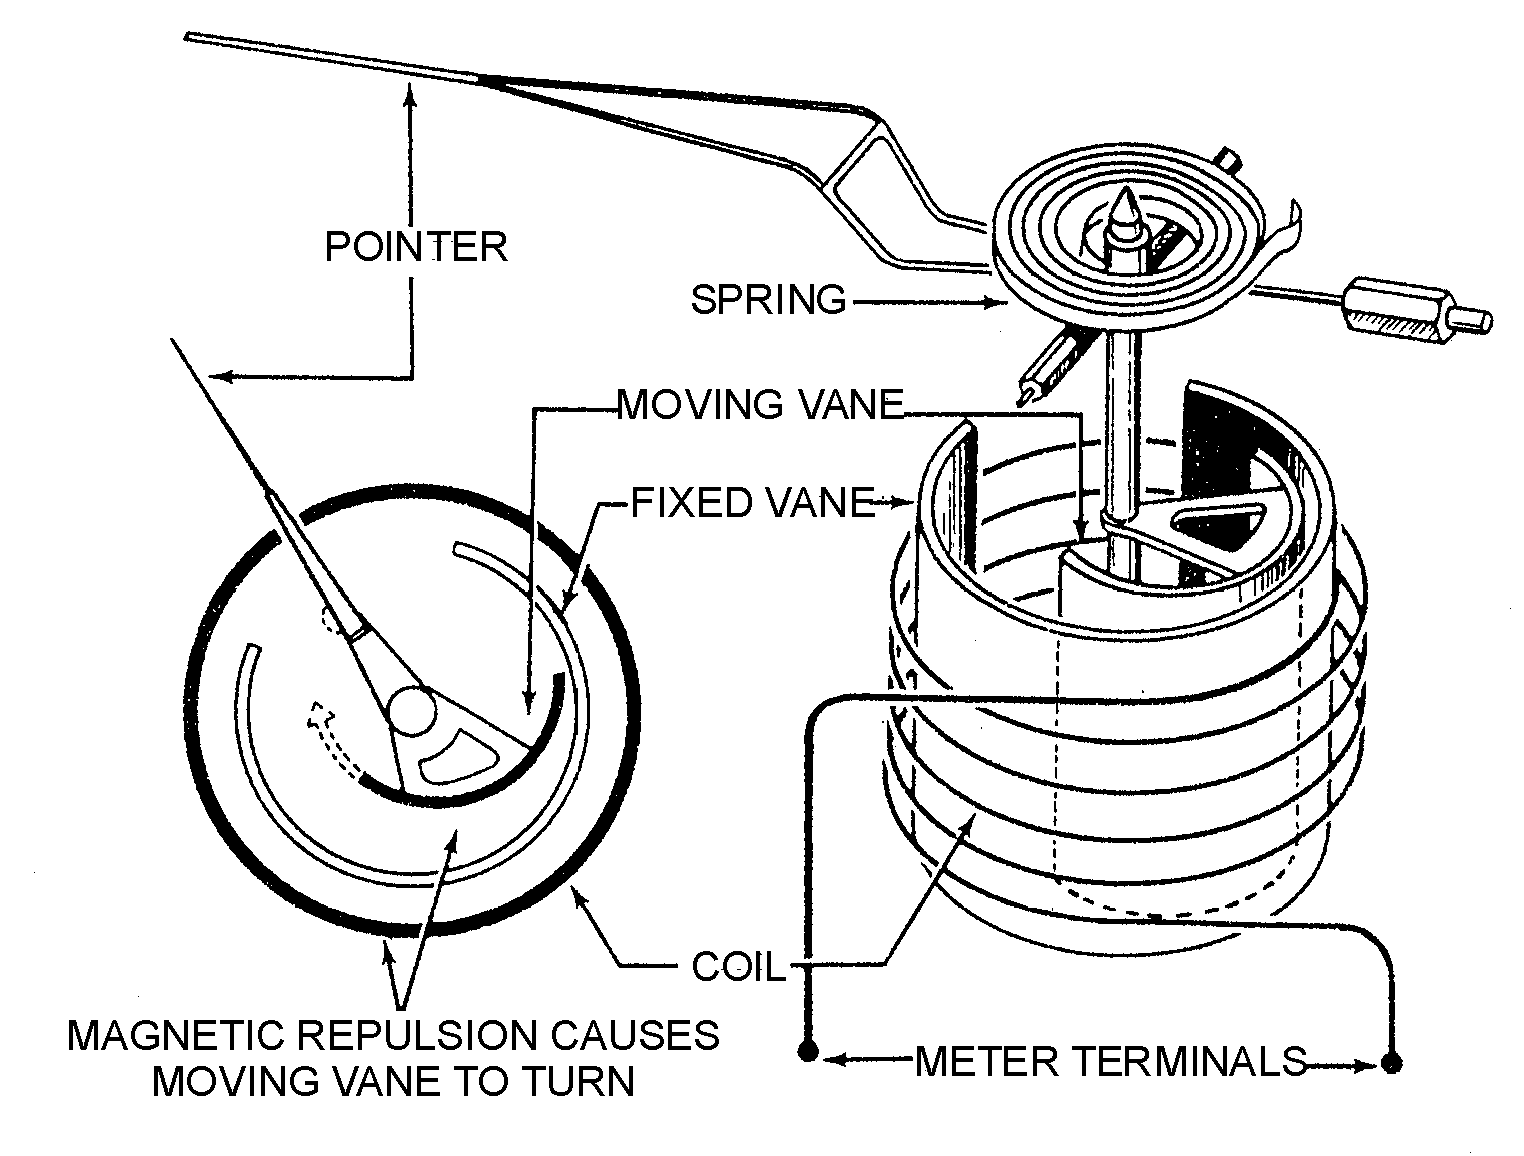 POINTER
SPRING
MOVING VANE
FIXED VANE
COIL
MAGNETIC REPULSION CAUSES
MOVING VANE TO TURN
METER TERMINALS